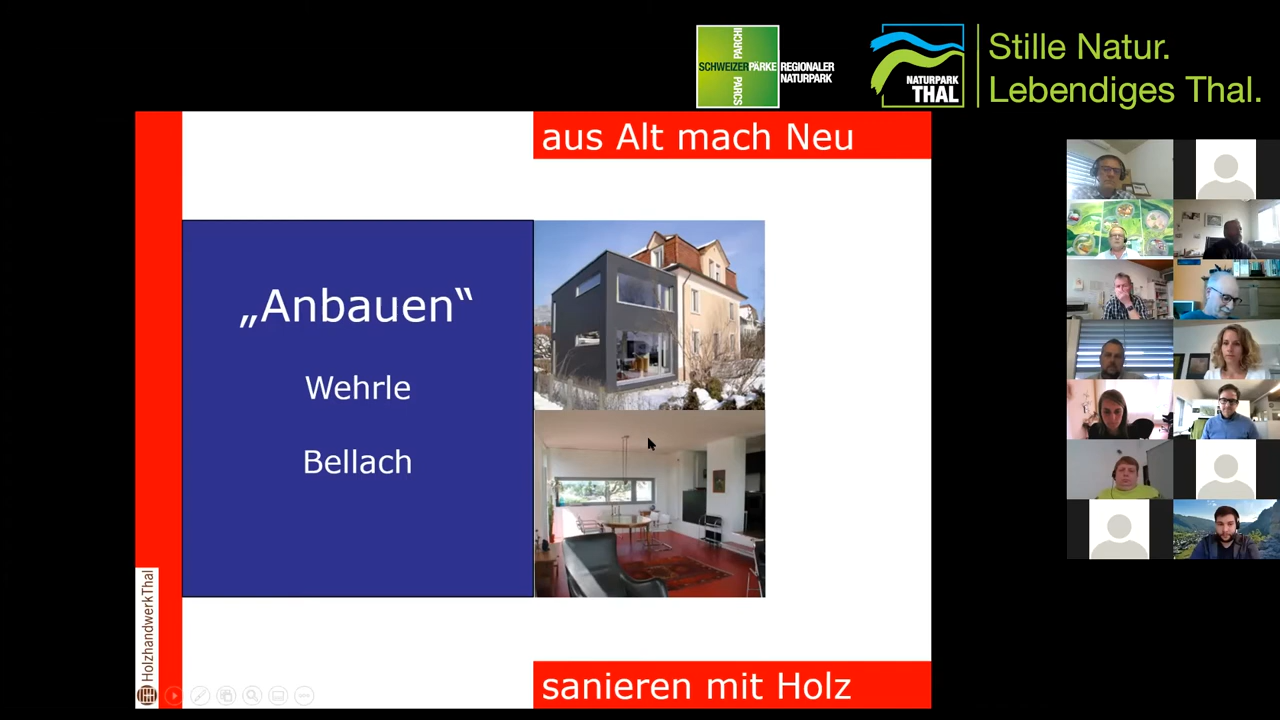 SCHWEIZER PÄRKE
PARCHI
PARCS
REGIONALER
NATURPARK
NATURPARK
THAL
Stille Natur.
Lebendiges Thal.
aus Alt mach Neu
„Anbauen“
Wehrle
Bellach
HolzhandwerkThal
sanieren mit Holz